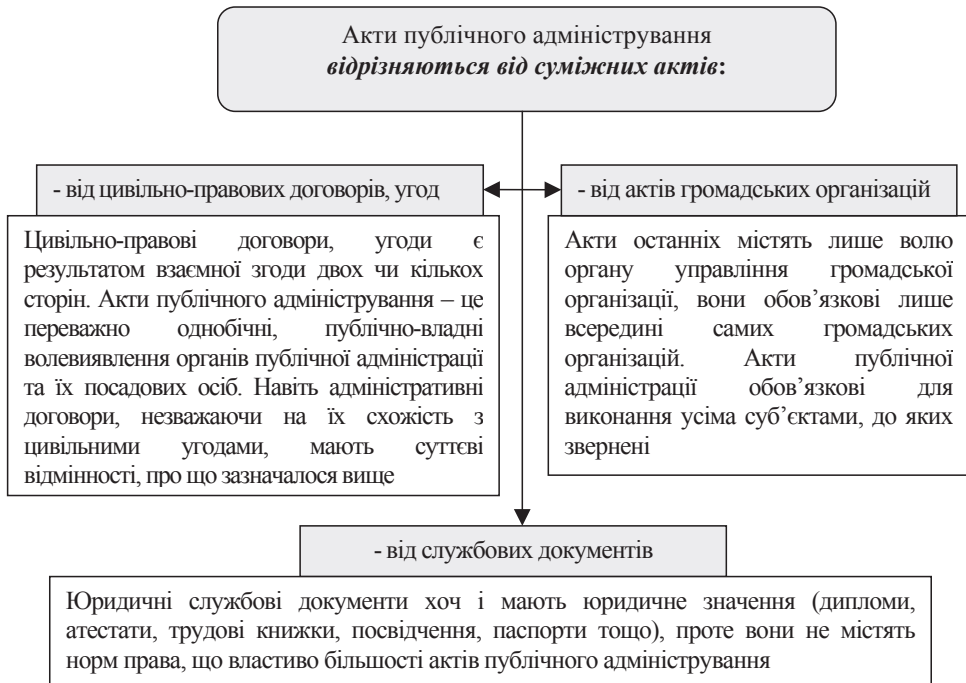 Акти публічного адміністрування
відрізняються від суміжних актів:
- від цивільно-правових договорів, угод
Цивільно-правові договори, угоди є
результатом взаємної згоди двох чи кількох
сторін. Акти публічного адміністрування – це
переважно однобічні, публічно-владні
волевиявлення органів публічної адміністрації
та їх посадових осіб. Навіть адміністративні
договори, незважаючи на їх схожість з
цивільними угодами, мають суттєві
відмінності, про що зазначалося вище
- від актів громадських організацій
Акти останніх містять лише волю
органу управління громадської
організації, вони обов’язкові лише
всередині самих громадських
організацій. Акти публічної
адміністрації обов’язкові для
виконання усіма суб’єктами, до яких
звернені
- від службових документів
Юридичні службові документи хоч і мають юридичне значення (дипломи,
атестати, трудові книжки, посвідчення, паспорти тощо), проте вони не містять
норм права, що властиво більшості актів публічного адміністрування